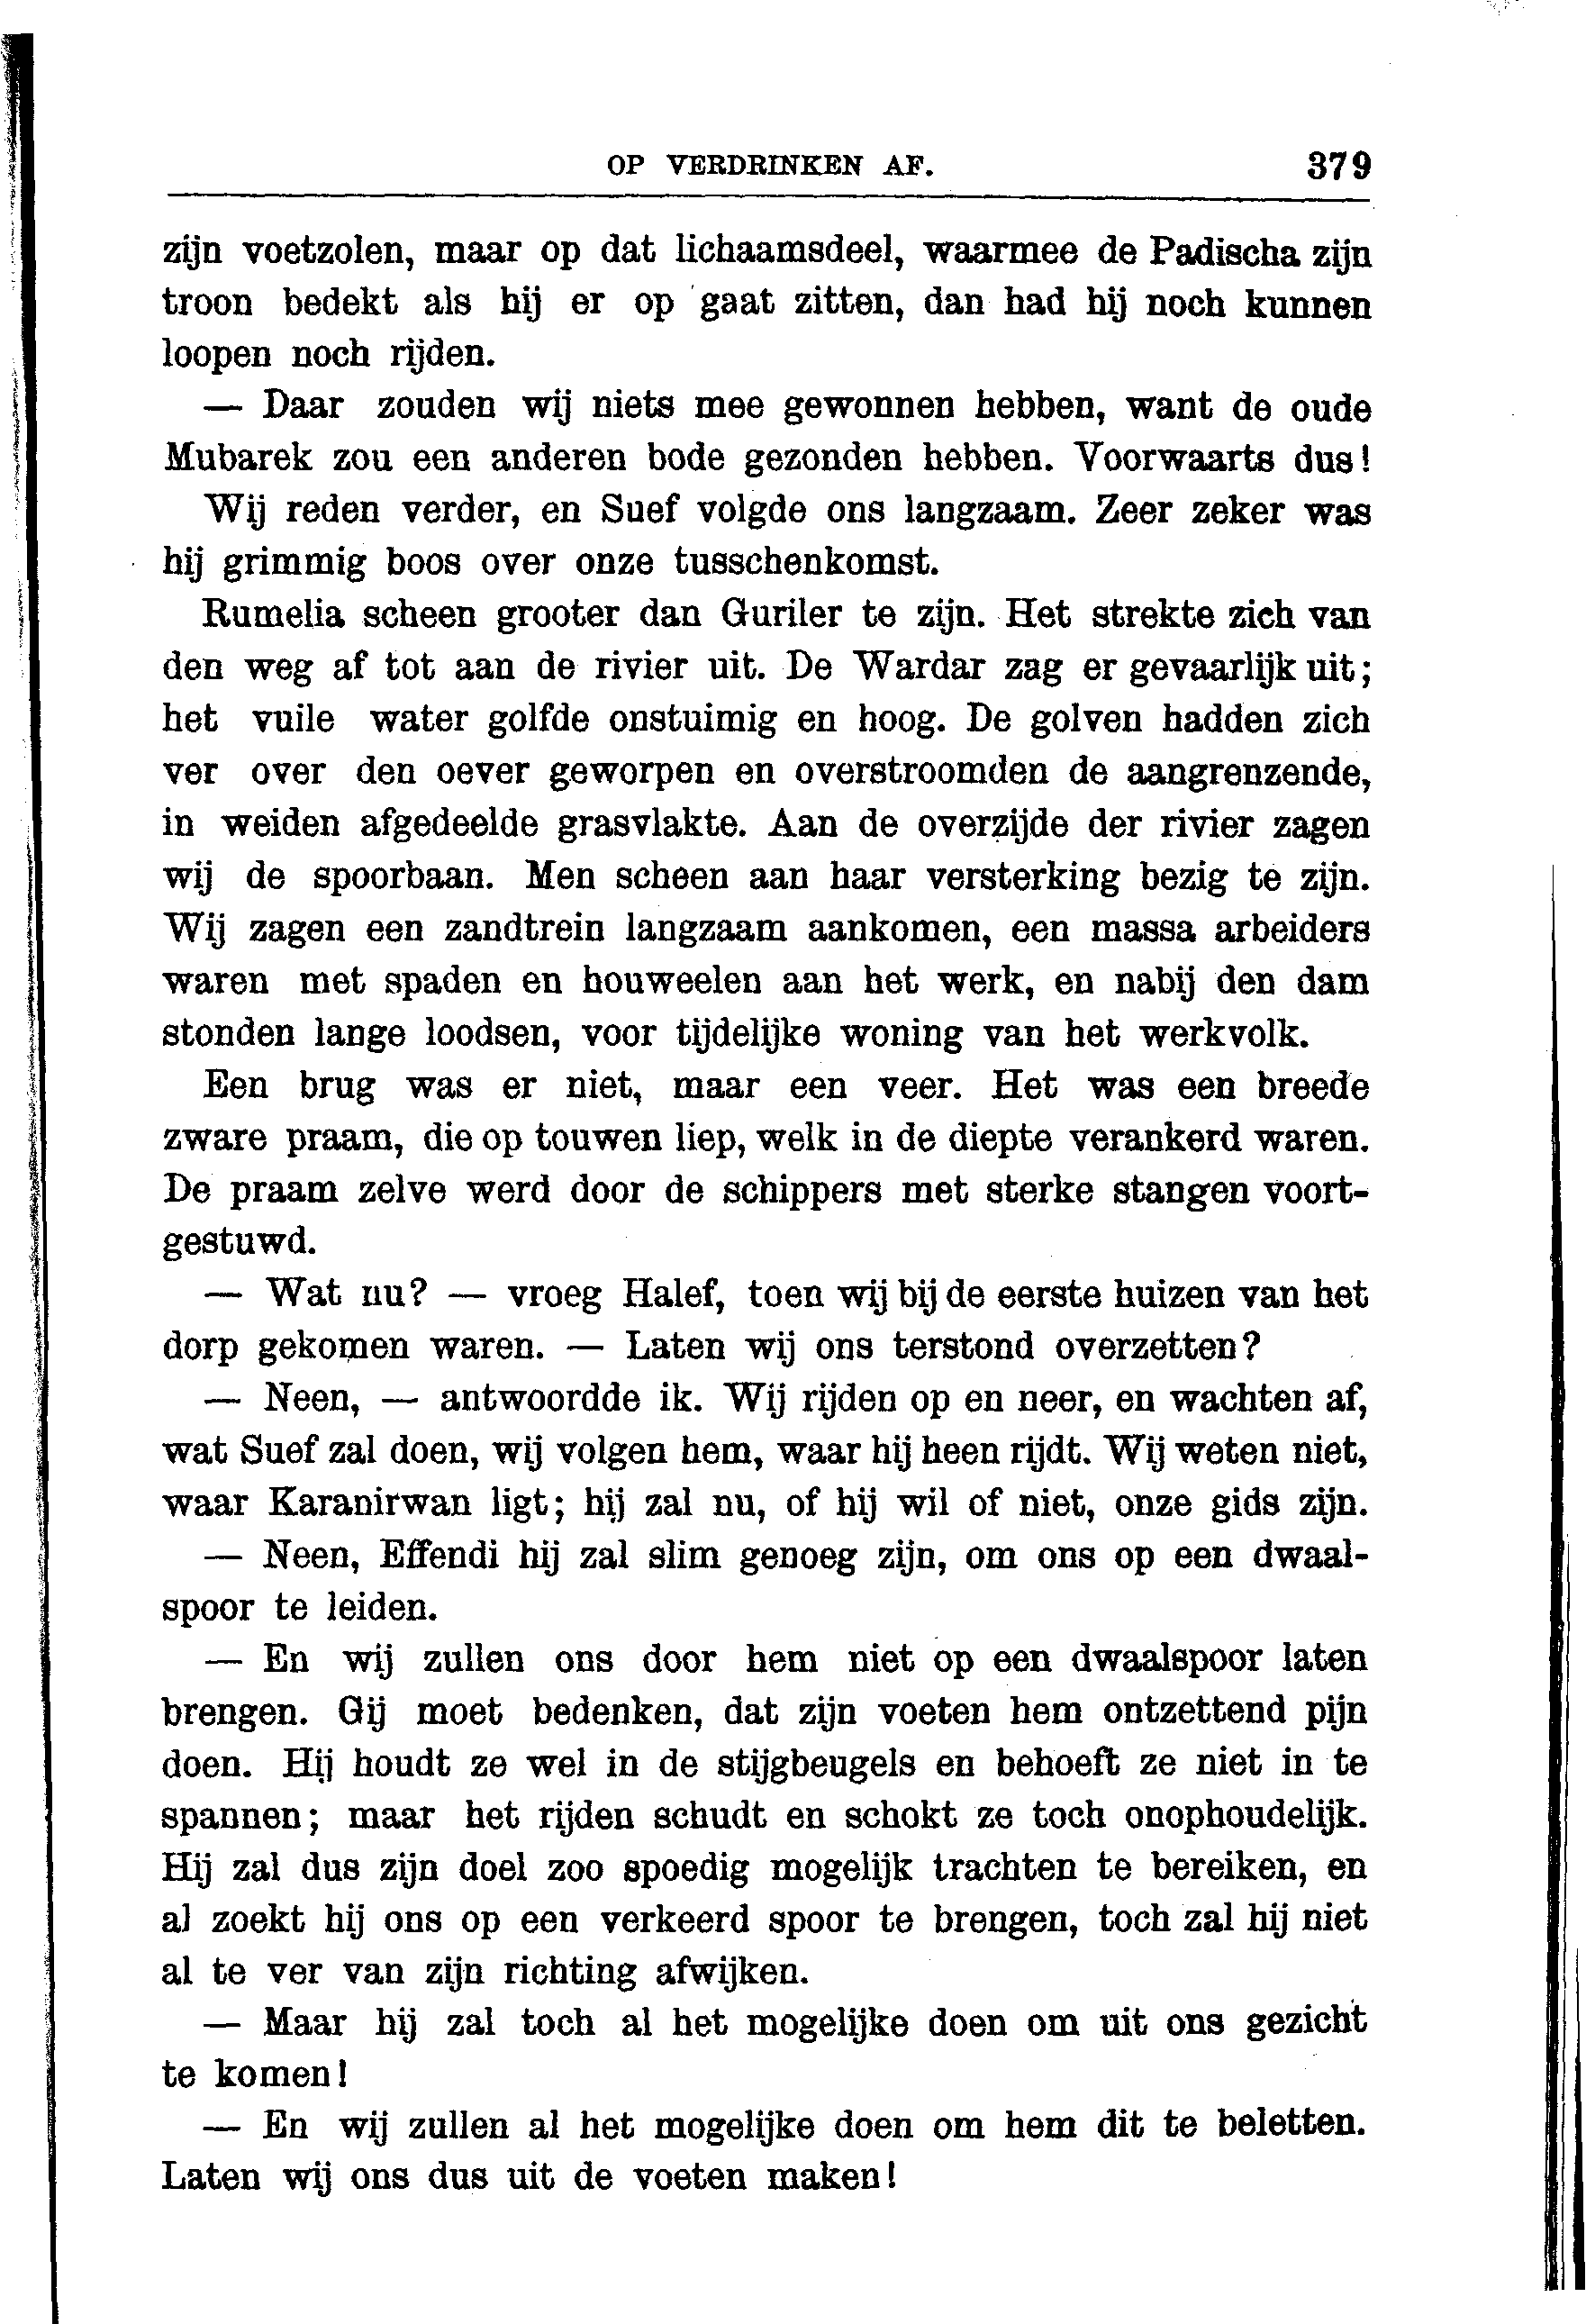 OP VERDRINKEN AF. 379
zijn voetzolen, maar op dat lichaamsdeel, waarmee de Padischa zijn
troon bedekt als hij er op gaat zitten, dan had hij noch kunnen
loopen noch rijden.
— Daar zouden wij niets mee gewonnen hebben, want de oude
Mubarek zou een anderen bode gezonden hebben. Voorwaarts dus!
Wij reden verder, en Suef volgde ons langzaam. Zeer zeker was
hij grimmig boos over onze tusschenkomst.
Rumelia scheen grooter dan Guriler te zijn. Het strekte zich van
den weg af tot aan de rivier uit. De Wardar zag er gevaarlijk uit;
het vuile water golfde onstuimig en hoog. De golven hadden zich
ver over den oever geworpen en overstroomden de aangrenzende,
in weiden afgedeelde grasvlakte. Aan de overzijde der rivier zagen
wij de spoorbaan. Men scheen aan haar versterking bezig te zijn.
Wij zagen een zandtrein langzaam aankomen, een massa arbeiders
waren met spaden en houweelen aan het werk, en nabij den dam
stonden lange loodsen, voor tijdelijke woning van het werkvolk.
Een brug was er niet, maar een veer. Het was een breede
zware praam, die op touwen liep, welk in de diepte verankerd waren.
De praam zelve werd door de schippers met sterke stangen voort-
gestuwd.
— Wat nu? — vroeg Halef, toen wij bij de eerste huizen van het
dorp gekomen waren. — Laten wij ons terstond overzetten?
— Neen, — antwoordde ik. Wij rijden op en neer, en wachten af,
wat Suef zal doen, wij volgen hem, waar hij heen rijdt. Wij weten niet,
waar Karanirwan ligt; hij zal nu, of hij wil of niet, onze gids zijn.
— Neen, Effendi hij zal slim genoeg zijn, om ons op een dwaal-
spoor te leiden.
— En wij zullen ons door hem niet op een dwaalspoor laten
brengen. Gij moet bedenken, dat zijn voeten hem ontzettend pijn
doen. Hij houdt ze wel in de stijgbeugels en behoeft ze niet in te
spannen; maar het rijden schudt en schokt ze toch onophoudelijk.
Hij zal dus zijn doel zoo spoedig mogelijk trachten te bereiken, en
al zoekt hij ons op een verkeerd spoor te brengen, toch zal hij niet
al te ver van zijn richting afwijken.
— Maar hij zal toch al het mogelijke doen om uit ons gezicht
te komen!
— En wij zullen al het mogelijke doen om hem dit te beletten.
Laten wij ons dus uit de voeten maken!